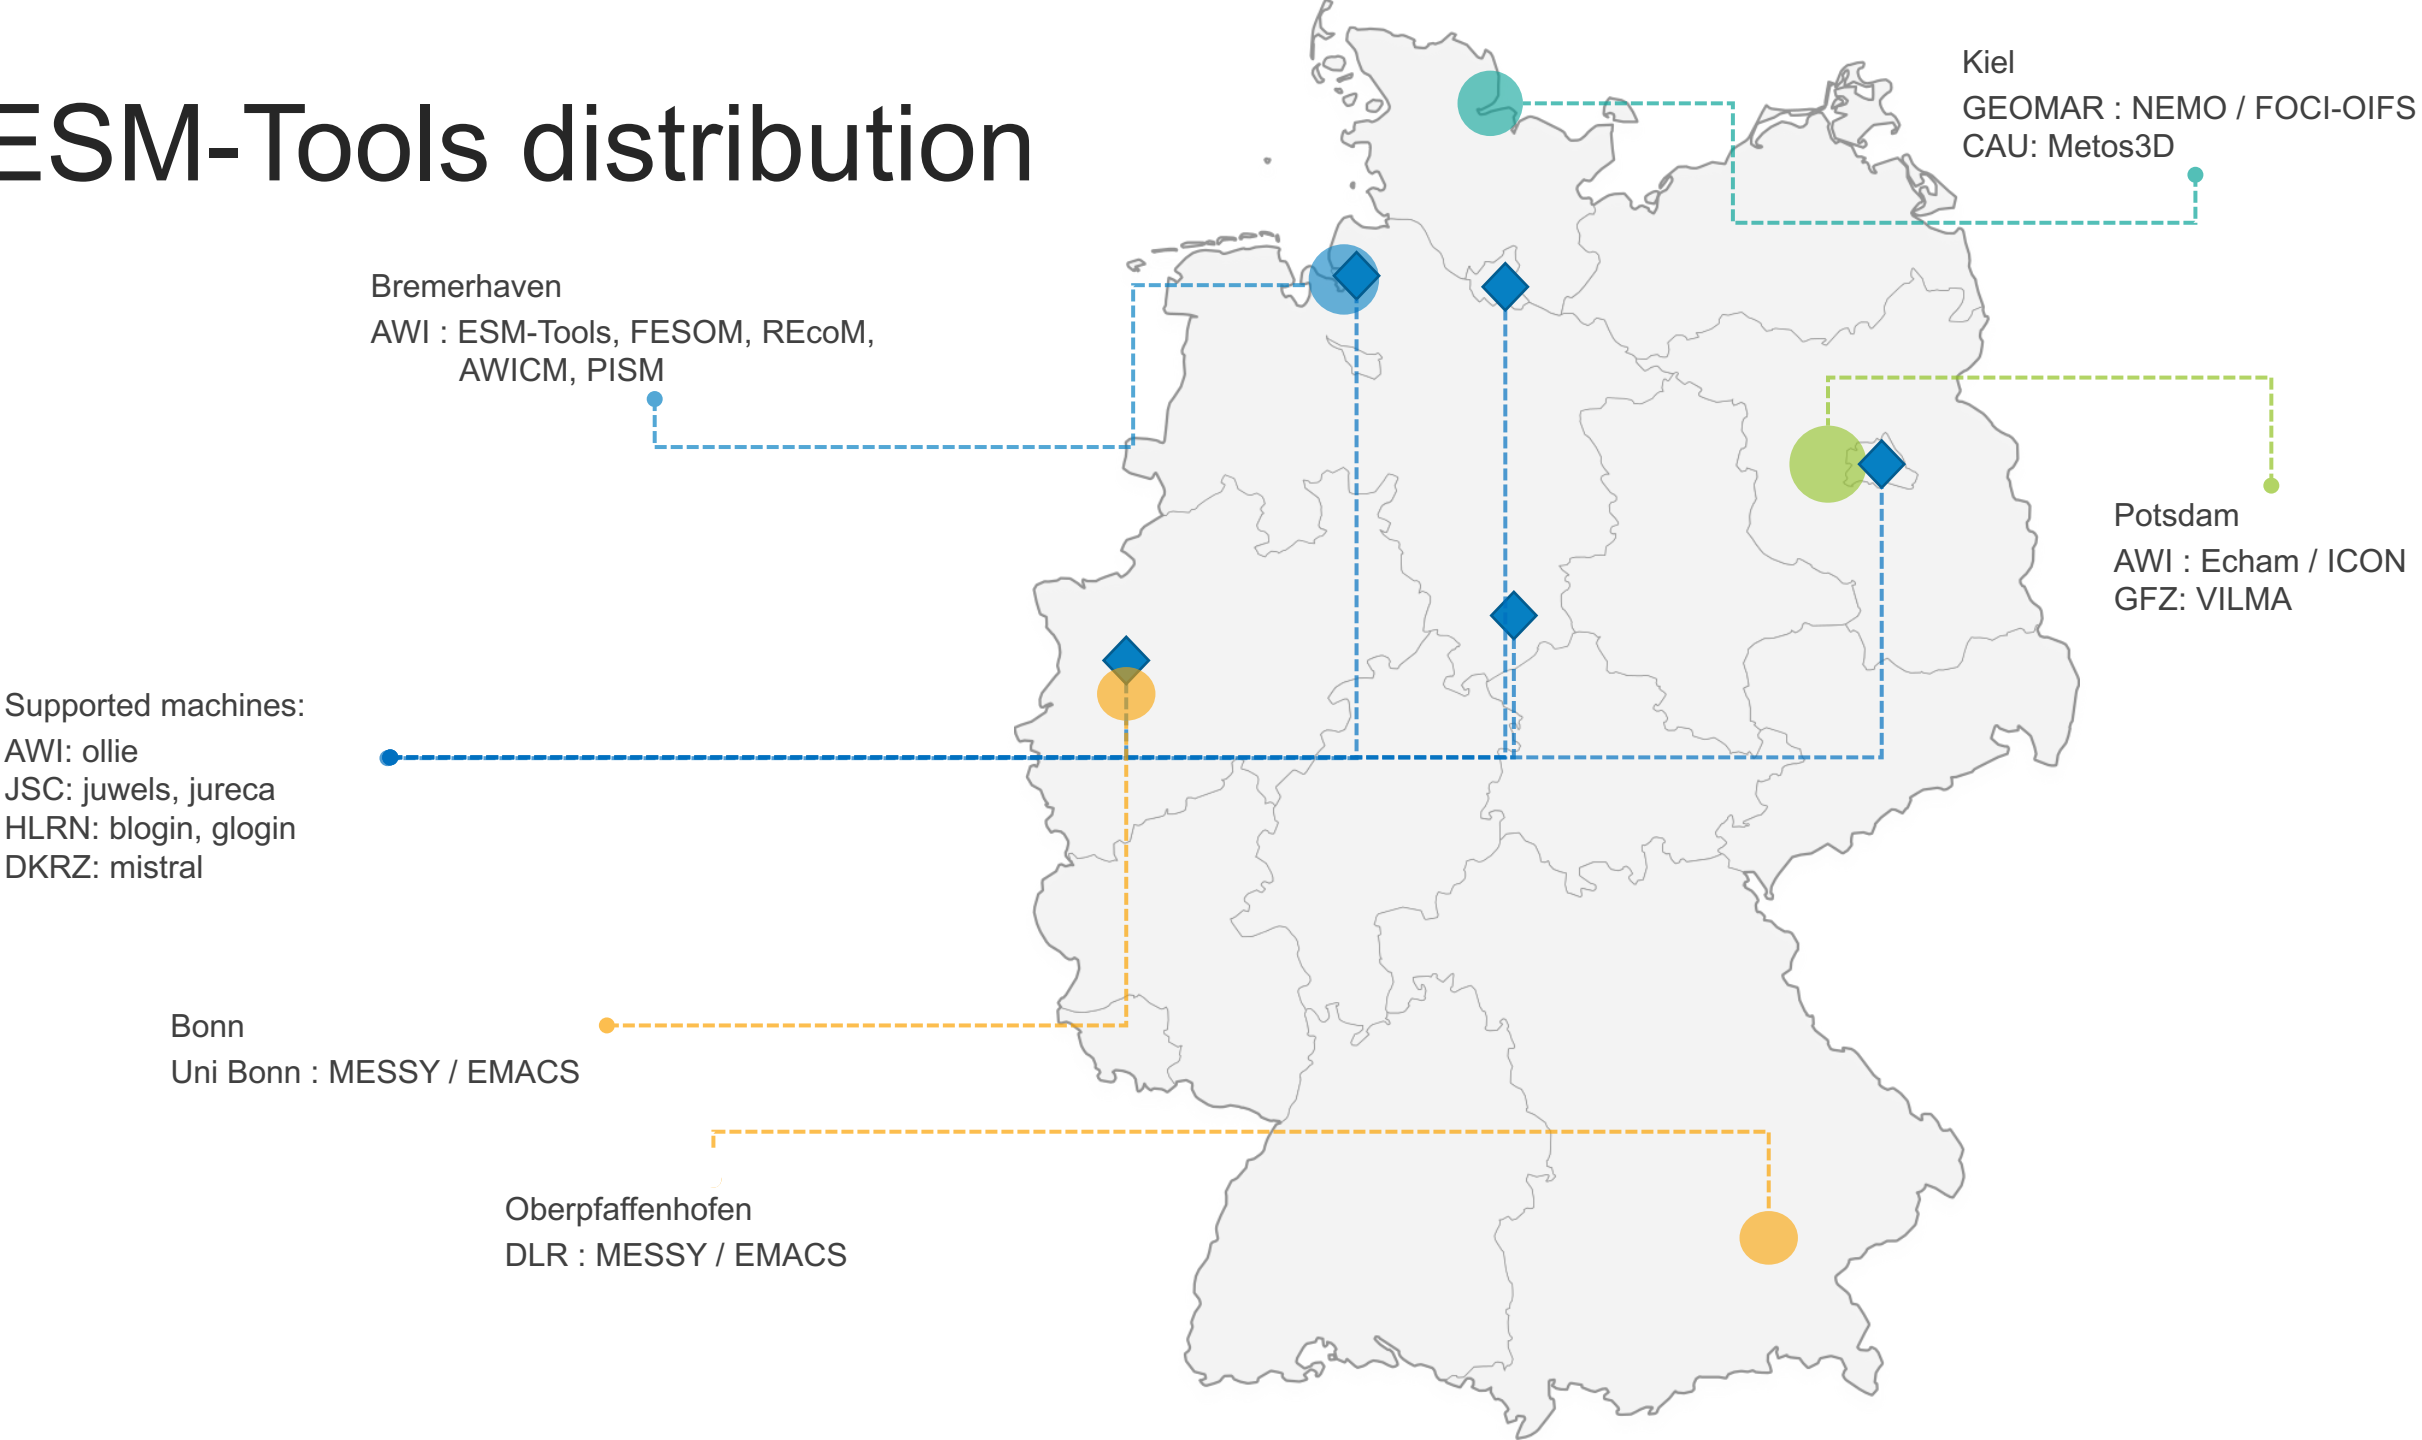 ESM-Tools distribution
Kiel
GEOMAR : NEMO / FOCI-OIFS
CAU: Metos3D
Bremerhaven
AWI : ESM-Tools, FESOM, REcoM,
AWICM, PISM
Potsdam
AWI : Echam / ICON
GFZ: VILMA
Supported machines:
AWI: ollie
JSC: juwels, jureca
HLRN: blogin, glogin
DKRZ: mistral
Bonn
Uni Bonn : MESSY / EMACS
Oberpfaffenhofen
DLR : MESSY / EMACS